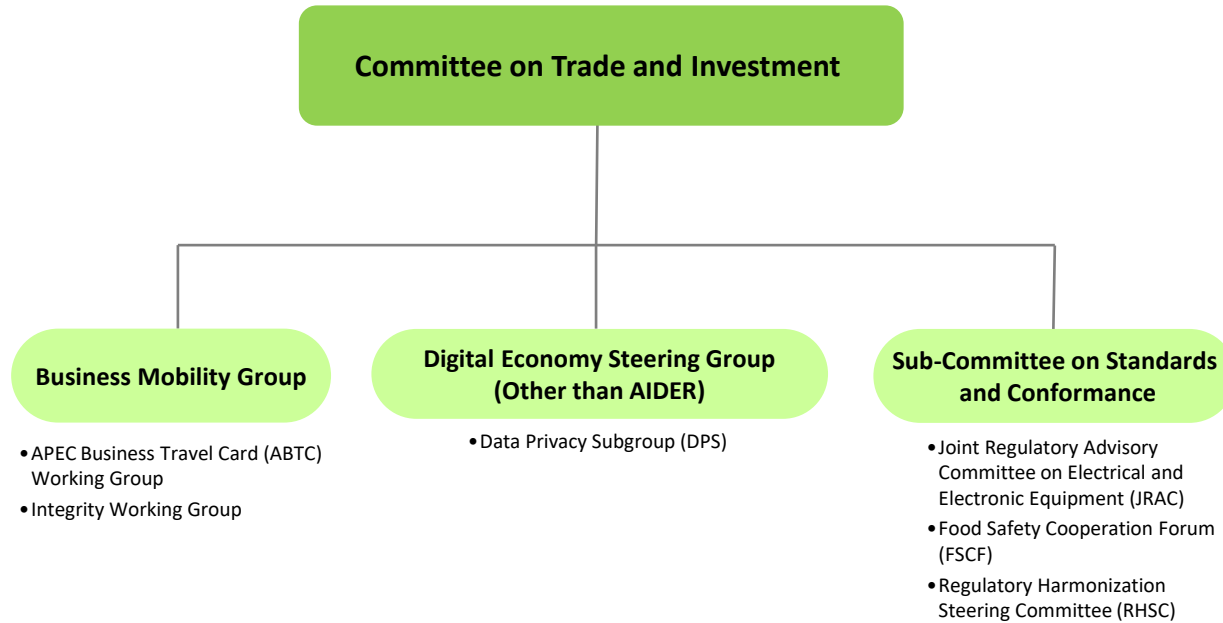 Committee on Trade and Investment
Business Mobility Group
•APEC Business Travel Card (ABTC)
Working Group
•Integrity Working Group
Digital Economy Steering Group
(Other than AIDER)
•Data Privacy Subgroup (DPS)
Sub-Committee on Standards
and Conformance
•Joint Regulatory Advisory
Committee on Electrical and
Electronic Equipment (JRAC)
•Food Safety Cooperation Forum
(FSCF)
•Regulatory Harmonization
Steering Committee (RHSC)